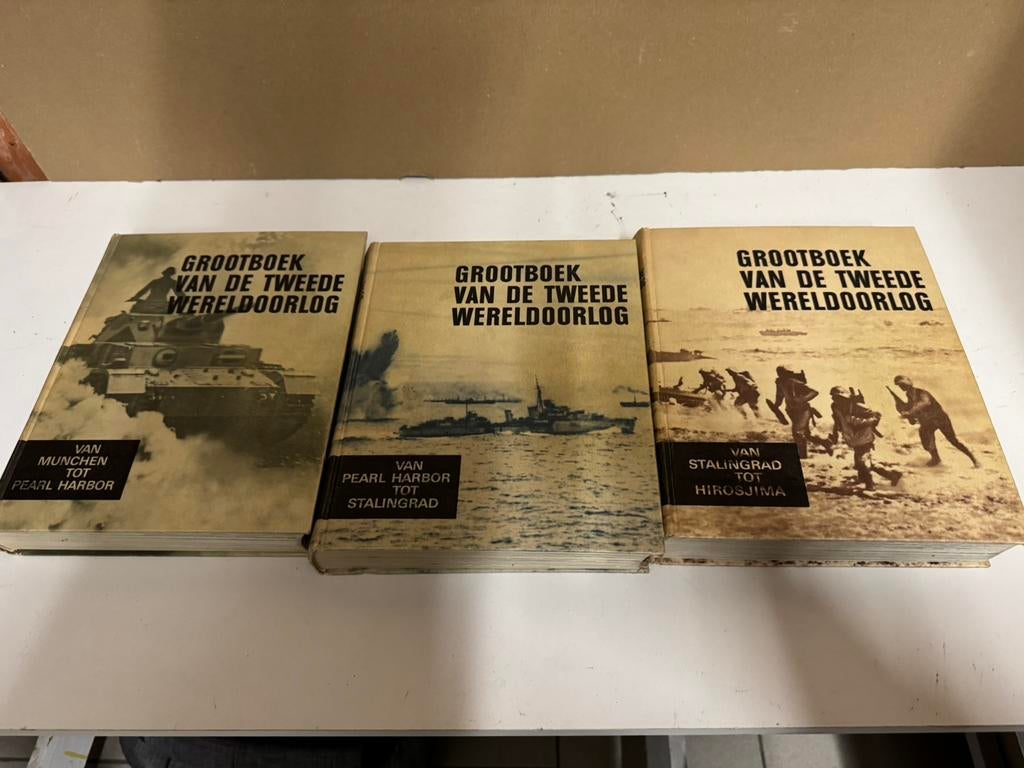 GROOTBOEK
VAN DE TWEEDE
WERELDOORLOG
VAN
MUNCHEN
TOT
PEARL HARBOR
GROOTBOEK
VAN DE TWEEDE
WERELDOORLOG
VAN
PEARL HARBOR
TOT
STALINGRAD
GROOTBOEK
VAN DE TWEEDE
WERELDOORLOG
VAN
STALINGRAD
TOT
HIROSJIMA